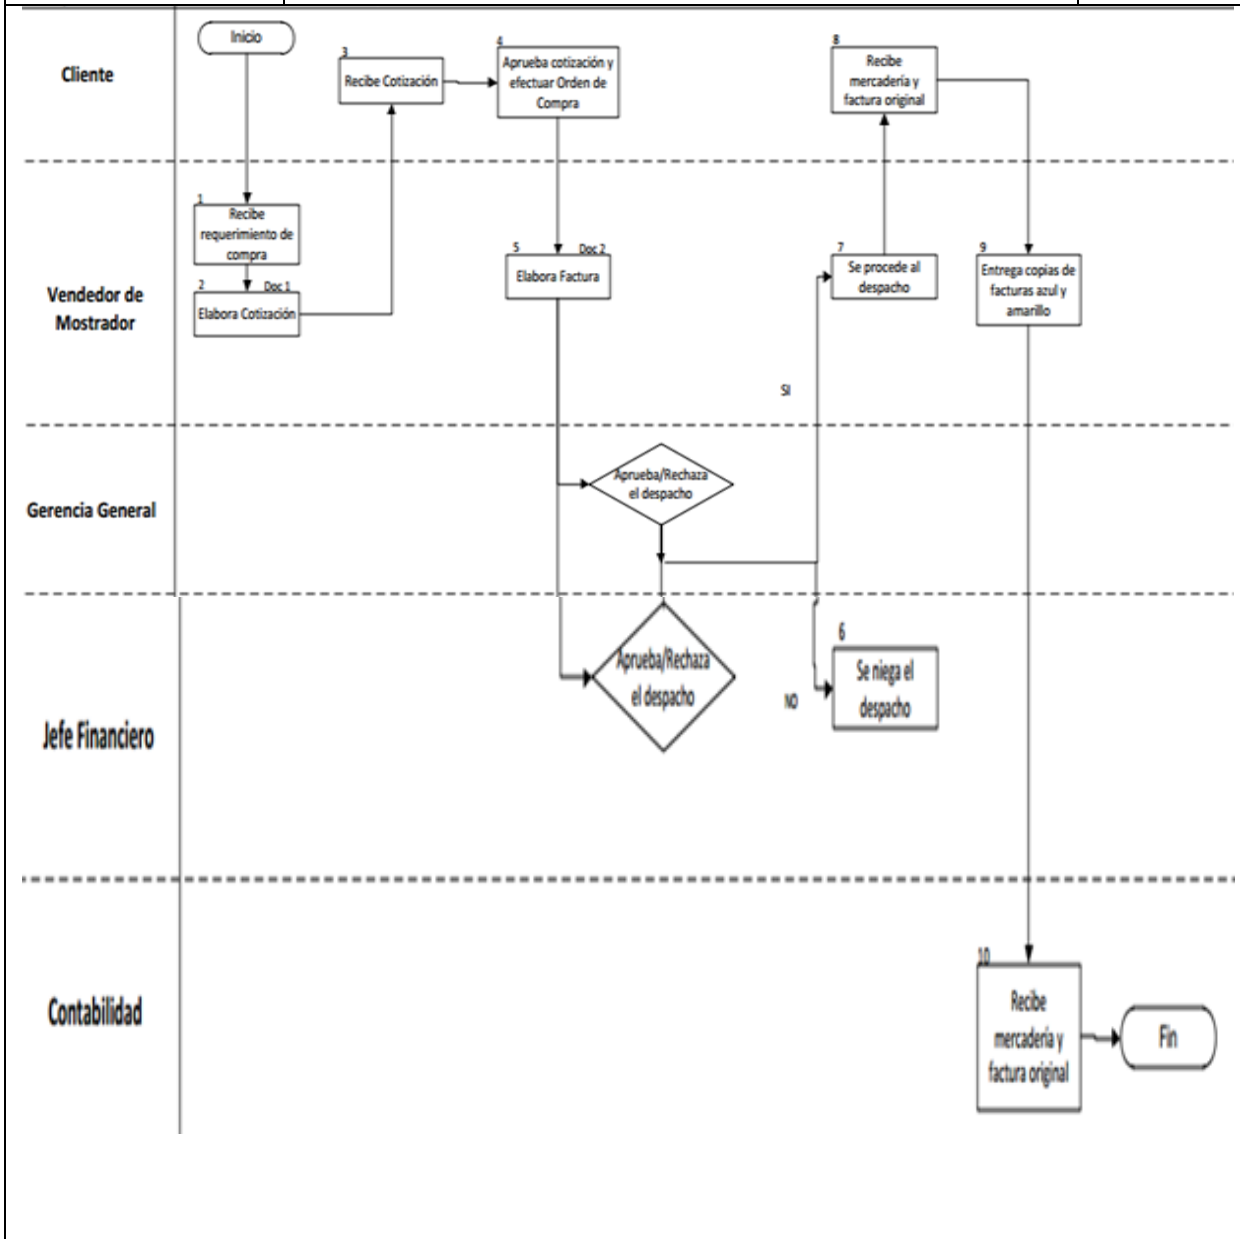 Cliente
Inicio
3
Recibe Cotización
4
Aprueba cotización y
efectuar Orden de
Compra
8
Recibe
mercadería y
factura original
Vendedor de
Mostrador
1
Recibe
requerimiento de
compra
2
Doc 1
Elabora Cotización
5
Doc 2
Elabora Factura
7
Se procede al
despacho
9
Entrega copias de
facturas azul y
amarillo
SI
Gerencia General
Aprueba/Rechaza
el despacho
Jefe Financiero
Aprueba/Rechaza
el despacho
NO
6
Se niega el
despacho
Contabilidad
10
Recibe
mercadería y
factura original
Fin